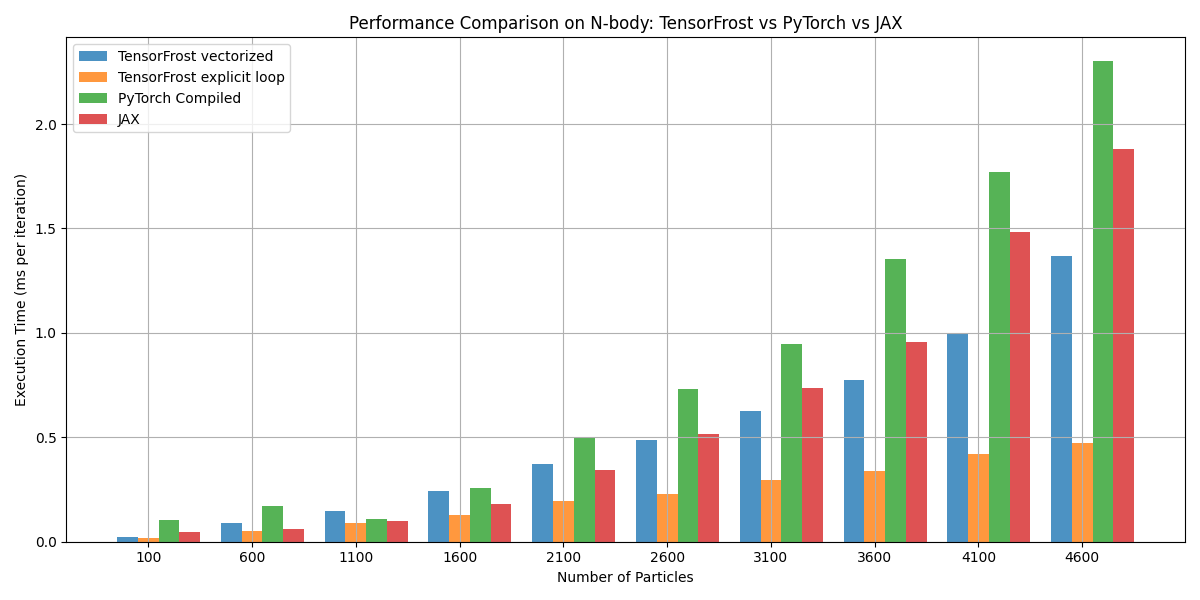 Performance Comparison on N-body: TensorFrost vs PyTorch vs JAX
TensorFrost vectorized
TensorFrost explicit loop
PyTorch Compiled
JAX
Execution Time (ms per iteration)
2.0
1.5
1.0
0.5
0.0
100 600 1100 1600 2100 2600 3100 3600 4100 4600
Number of Particles